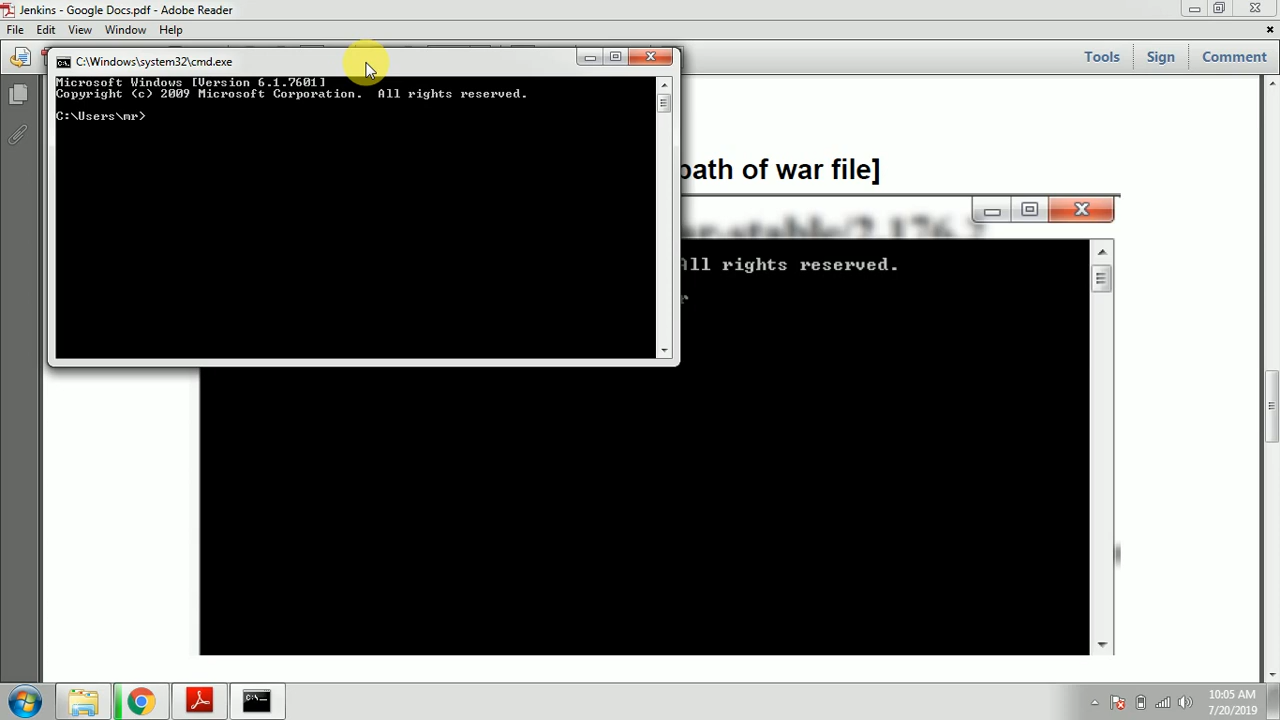 Jenkins - Google Docs.pdf - Adobe Reader
File Edit View Window Help
Tools Sign Comment
C:\Windows\system32\cmd.exe
Microsoft Windows [Version 6.1.7601]
Copyright (c) 2009 Microsoft Corporation. All rights reserved.
C:\Users\mr>
path of war file]
All rights reserved.
r
C:\
10:05 AM
7/20/2019